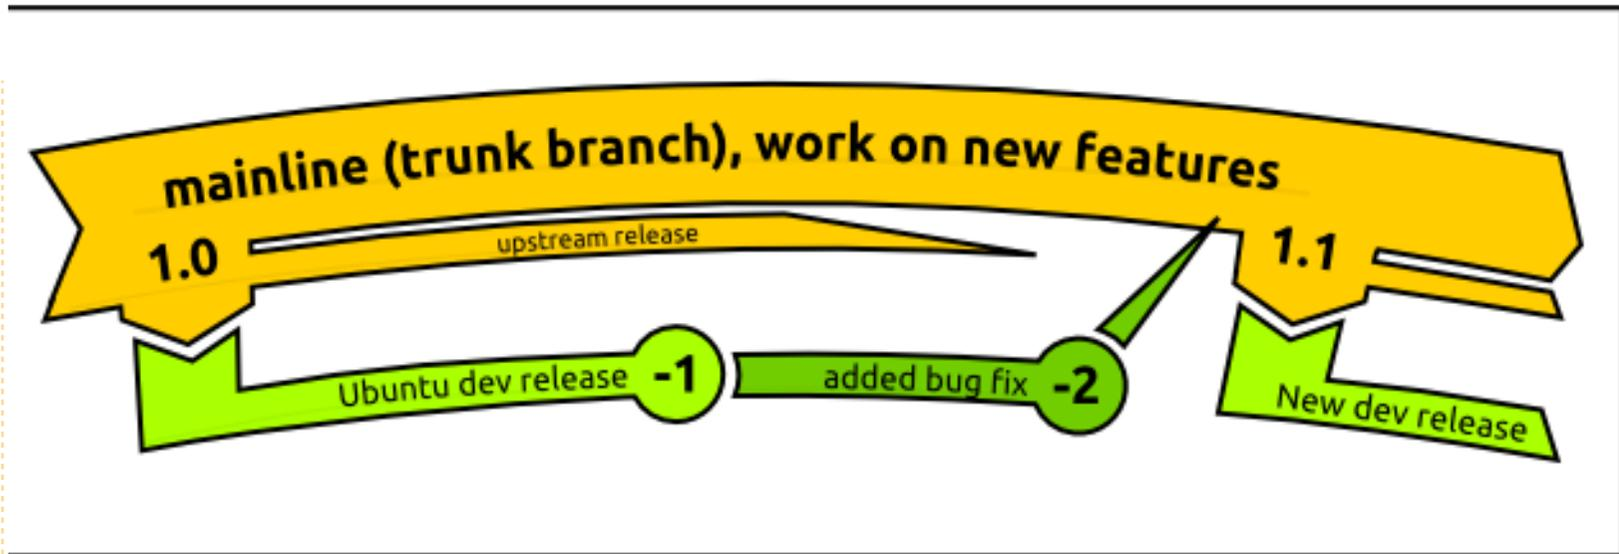 mainline (trunk branch), work on new features
1.0
upstream release
1.1
Ubuntu dev release
-1
added bug fix
-2
New dev release